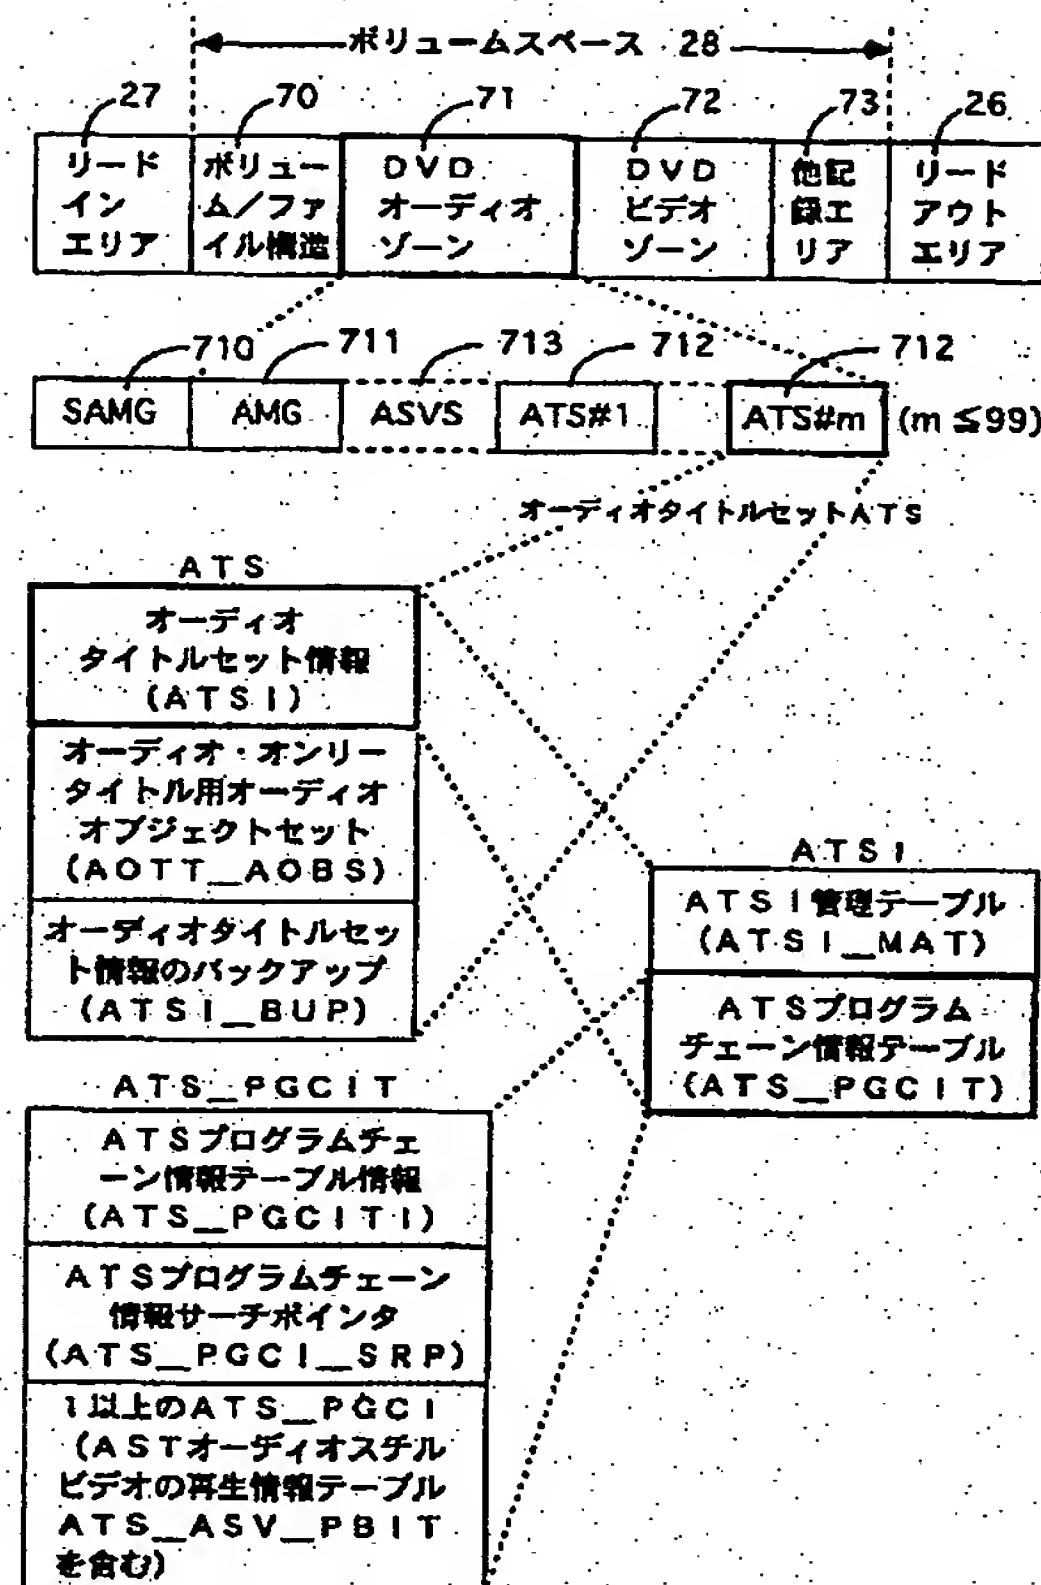 ボリュームスペース 28
27 70 71 72 73 26
リード
イン
エリア
ボリュー
ム/ファ
イル構造
DVD
オーディオ
ゾーン
DVD
ビデオ
ゾーン
他記
録エ
リア
リード
アウト
エリア
710 711 713 712 712
SAMG AMG ASVS ATS#1 ATS#m (m≦99)
オーディオタイトルセットATS
ATS
オーディオ
タイトルセット情報
(ATSI)
オーディオ・オンリー
タイトル用オーディオ
オブジェクトセット
(AOTT__AOBS)
オーディオタイトルセッ
ト情報のバックアップ
(ATSI__BUP)
ATSI
ATSI管理テーブル
(ATSI__MAT)
ATSプログラム
チェーン情報テーブル
(ATS__PGCIT)
ATS__PGCIT
ATSプログラムチェ
ーン情報テーブル情報
(ATS__PGCITI)
ATSプログラムチェーン
情報サーチポインタ
(ATS__PGCI__SRP)
1以上のATS__PGCI
(ASTオーディオスチル
ビデオの再生情報テーブル
ATS__ASV__PBIT
を含む)